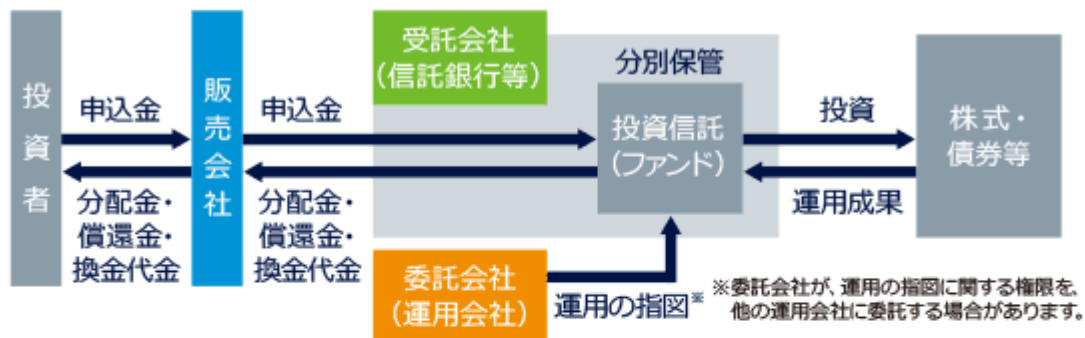 投資者
申込金
分配金・
償還金・
換金代金
販売会社
申込金
分配金・
償還金・
換金代金
受託会社
（信託銀行等）
分別保管
投資信託
（ファンド）
委託会社
（運用会社）
運用の指図※
投資
運用成果
株式・
債券等
※委託会社が、運用の指図に関する権限を、
他の運用会社に委託する場合があります。